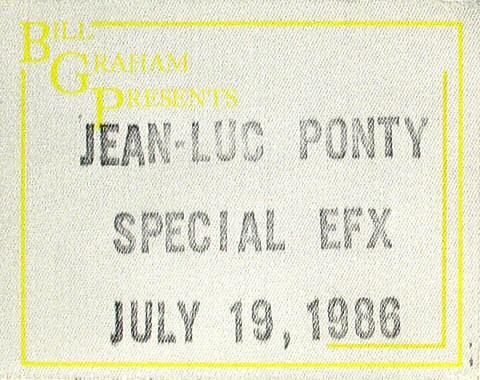 BILL
GRAHAM
PRESENTS
JEAN-LUC PONTY
SPECIAL EFX
JULY 19, 1986